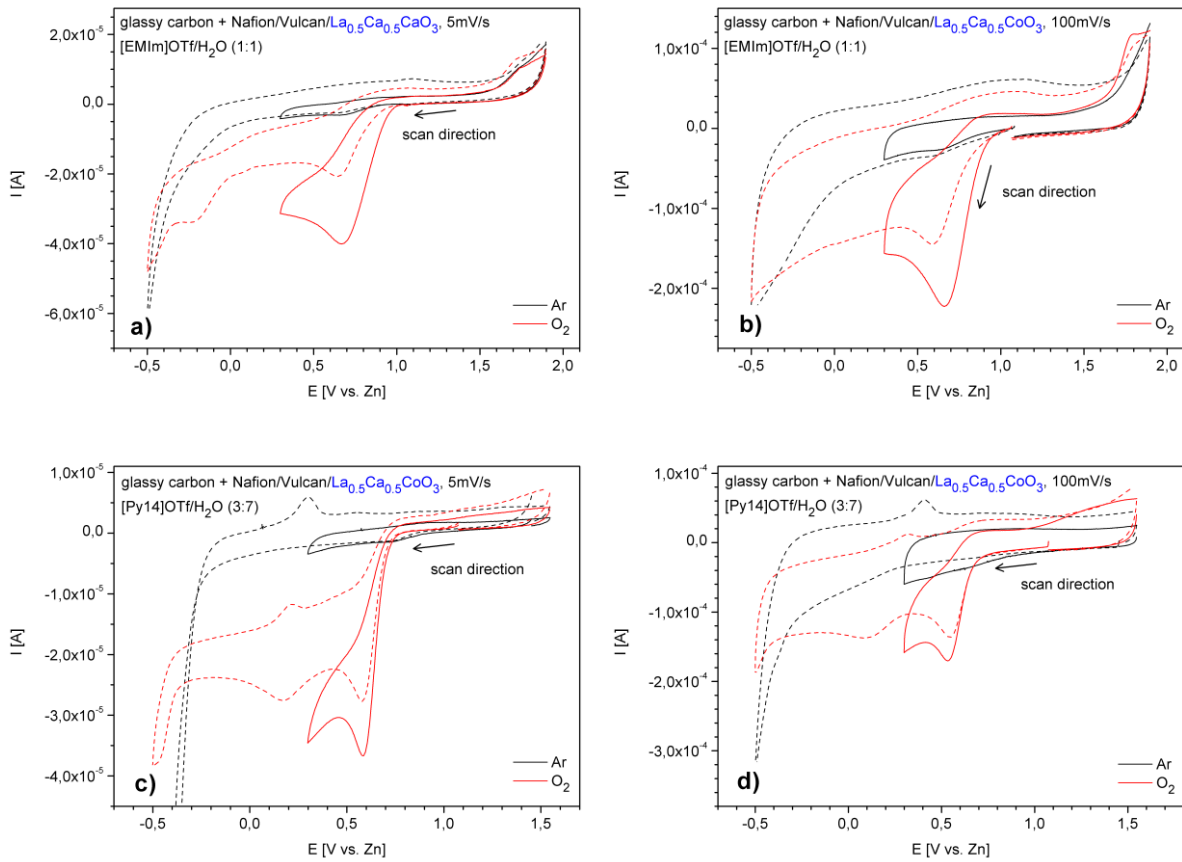 glassy carbon + Nafion/Vulcan/La0.5Ca0.5CaO3, 5mV/s
[EMIm]OTf/H2O (1:1)
2,0x10-5
0,0
-2,0x10-5
-4,0x10-5
-6,0x10-5
I [A]
scan direction
Ar
O2
a)
-0,5 0,0 0,5 1,0 1,5 2,0
E [V vs. Zn]
glassy carbon + Nafion/Vulcan/La0.5Ca0.5CoO3, 100mV/s
[EMIm]OTf/H2O (1:1)
1,0x10-4
0,0
-1,0x10-4
-2,0x10-4
I [A]
scan direction
Ar
O2
b)
-0,5 0,0 0,5 1,0 1,5 2,0
E [V vs. Zn]
1,0x10-5
glassy carbon + Nafion/Vulcan/La0.5Ca0.5CoO3, 5mV/s
[Py14]OTf/H2O (3:7)
0,0
-1,0x10-5
-2,0x10-5
-3,0x10-5
-4,0x10-5
I [A]
scan direction
Ar
O2
c)
-0,5 0,0 0,5 1,0 1,5
E [V vs. Zn]
1,0x10-4
glassy carbon + Nafion/Vulcan/La0.5Ca0.5CoO3, 100mV/s
[Py14]OTf/H2O (3:7)
0,0
-1,0x10-4
-2,0x10-4
-3,0x10-4
I [A]
scan direction
Ar
O2
d)
-0,5 0,0 0,5 1,0 1,5
E [V vs. Zn]